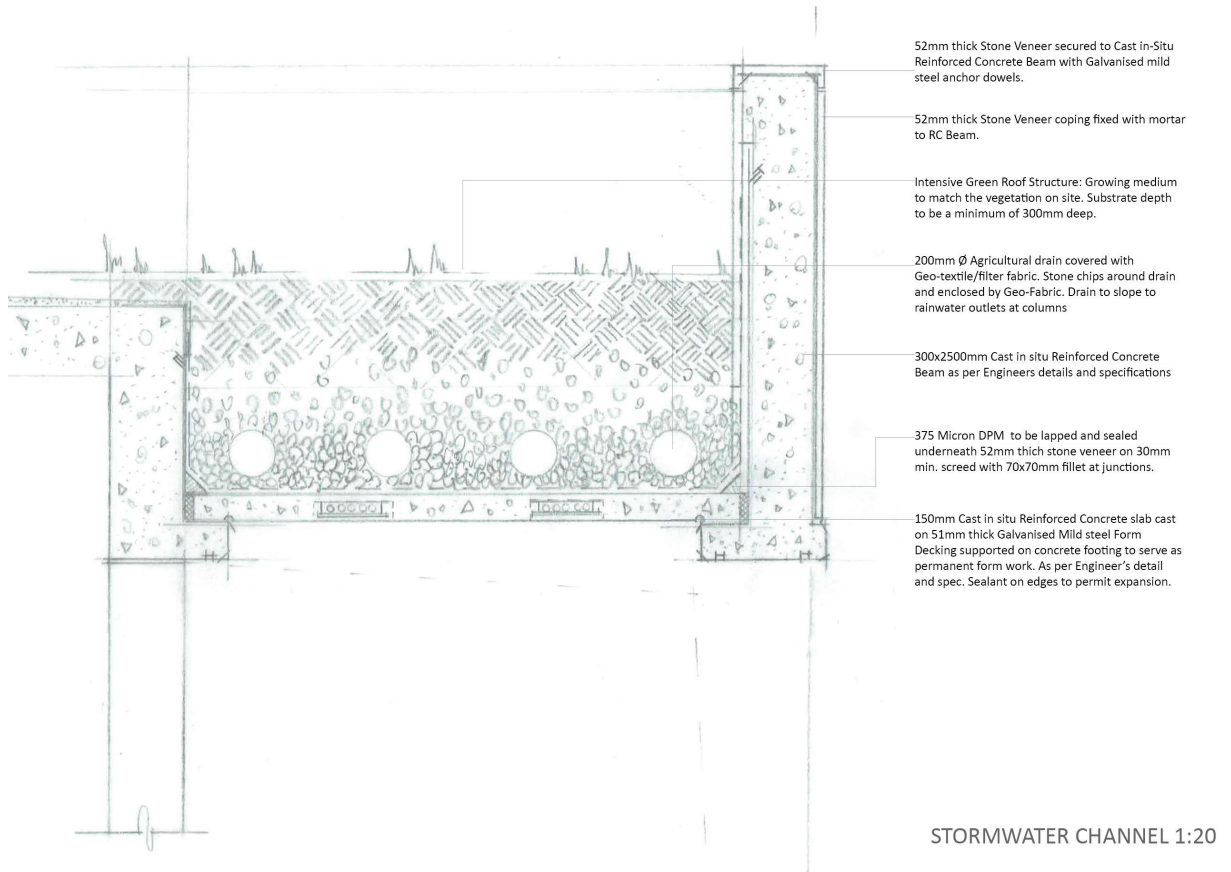 52mm thick Stone Veneer secured to Cast in-Situ
Reinforced Concrete Beam with Galvanised mild
steel anchor dowels.
52mm thick Stone Veneer coping fixed with mortar
to RC Beam.
Intensive Green Roof Structure: Growing medium
to match the vegetation on site. Substrate depth
to be a minimum of 300mm deep.
200mm Ø Agricultural drain covered with
Geo-textile/filter fabric. Stone chips around drain
and enclosed by Geo-Fabric. Drain to slope to
rainwater outlets at columns
300x2500mm Cast in situ Reinforced Concrete
Beam as per Engineers details and specifications
375 Micron DPM to be lapped and sealed
underneath 52mm thich stone veneer on 30mm
min. screed with 70x70mm fillet at junctions.
150mm Cast in situ Reinforced Concrete slab cast
on 51mm thick Galvanised Mild steel Form
Decking supported on concrete footing to serve as
permanent form work. As per Engineer's detail
and spec. Sealant on edges to permit expansion.
STORMWATER CHANNEL 1:20